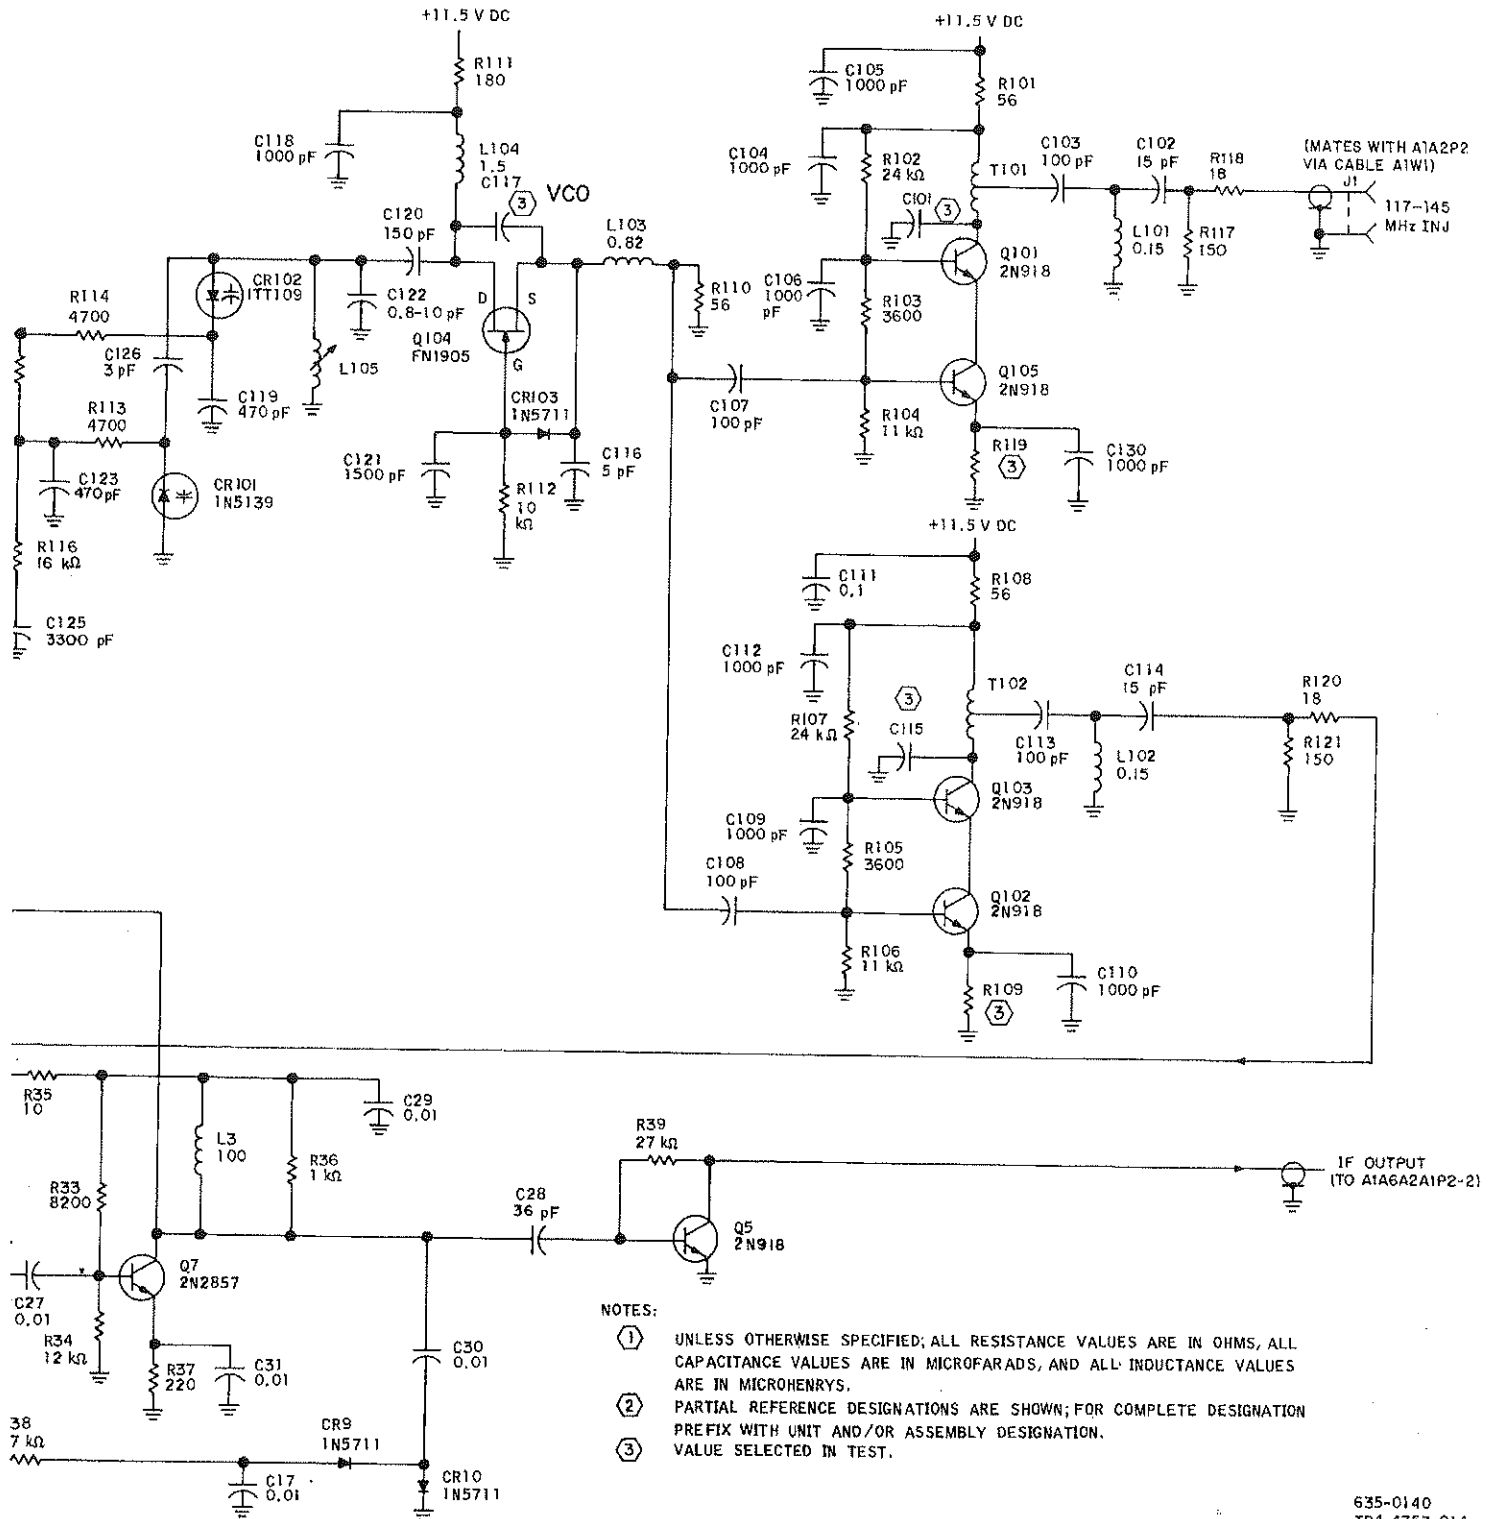 +11.5 V DC
R111
180
C118
1000 pF
L104
1.5
C117
3
VCO
C120
150 pF
L103
0.82
CR102
ITT109
R114
4700
C126
3 pF
L105
C122
0.8-10 pF
D
S
G
Q104
FN1905
R110
56
C119
470 pF
R113
4700
CR103
1N5711
C107
100 pF
C123
470 pF
CR101
1N5139
C121
1500 pF
R112
10
kΩ
C116
5 pF
R116
16 kΩ
C125
3300 pF
+11.5 V DC
C105
1000 pF
R101
56
C104
1000 pF
R102
24 kΩ
T101
C103
100 pF
C102
15 pF
R118
18
(MATES WITH A1A2P2
VIA CABLE A1W1)
J1
117-145
MHz INJ
C101
3
L101
0.15
R117
150
Q101
2N918
C106
1000
pF
R103
3600
Q105
2N918
R104
11 kΩ
R119
3
C130
1000 pF
+11.5 V DC
C111
0.1
R108
56
C112
1000 pF
T102
C114
15 pF
R120
18
3
R107
24 kΩ
C115
C113
100 pF
L102
0.15
R121
150
Q103
2N918
C109
1000 pF
R105
3600
C108
100 pF
Q102
2N918
R106
11 kΩ
R109
3
C110
1000 pF
R35
10
C29
0.01
L3
100
R36
1 kΩ
R33
8200
R39
27 kΩ
IF OUTPUT
(TO A1A6A2A1P2-2)
C28
36 pF
Q5
2N918
Q7
2N2857
C27
0.01
R34
12 kΩ
R37
220
C31
0.01
C30
0.01
38
7 kΩ
CR9
1N5711
C17
0.01
CR10
1N5711
NOTES:
1 UNLESS OTHERWISE SPECIFIED; ALL RESISTANCE VALUES ARE IN OHMS, ALL
CAPACITANCE VALUES ARE IN MICROFARADS, AND ALL INDUCTANCE VALUES
ARE IN MICROHENRYS.
2 PARTIAL REFERENCE DESIGNATIONS ARE SHOWN; FOR COMPLETE DESIGNATION
PREFIX WITH UNIT AND/OR ASSEMBLY DESIGNATION.
3 VALUE SELECTED IN TEST.
635-0140